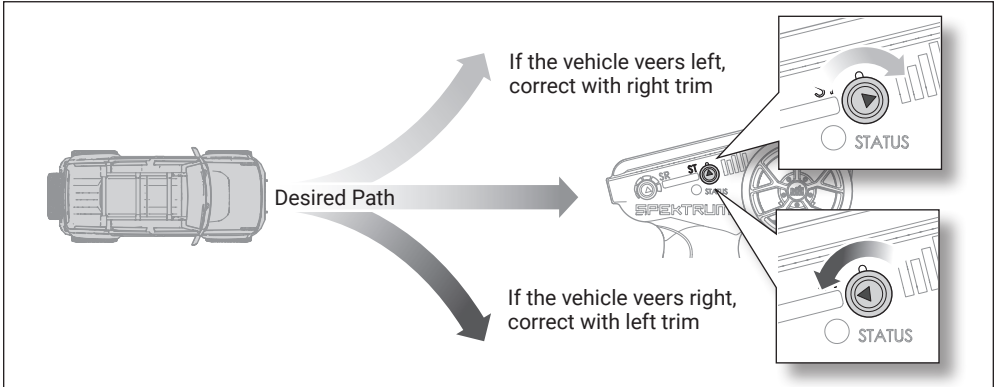 If the vehicle veers left,
correct with right trim
STATUS
Desired Path
SR
ST
STATUS
SPEKTRUM
If the vehicle veers right,
correct with left trim
STATUS